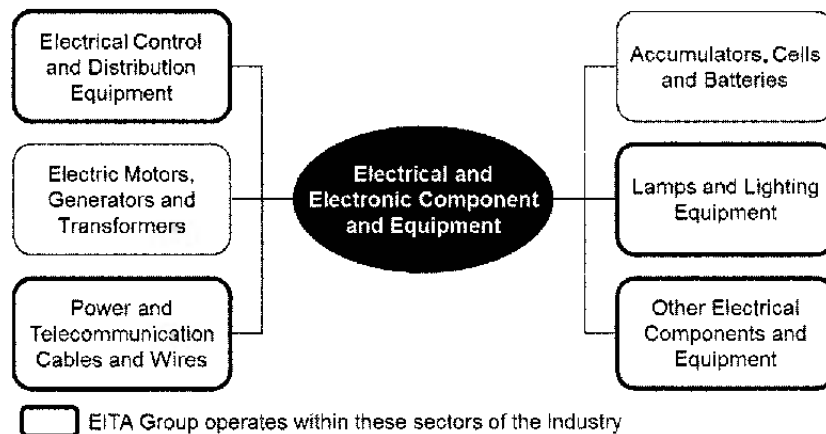 Electrical Control
and Distribution
Equipment
Electric Motors,
Generators and
Transformers
Power and
Telecommunication
Cables and Wires
Electrical and
Electronic Component
and Equipment
Accumulators, Cells
and Batteries
Lamps and Lighting
Equipment
Other Electrical
Components and
Equipment
EITA Group operates within these sectors of the Industry